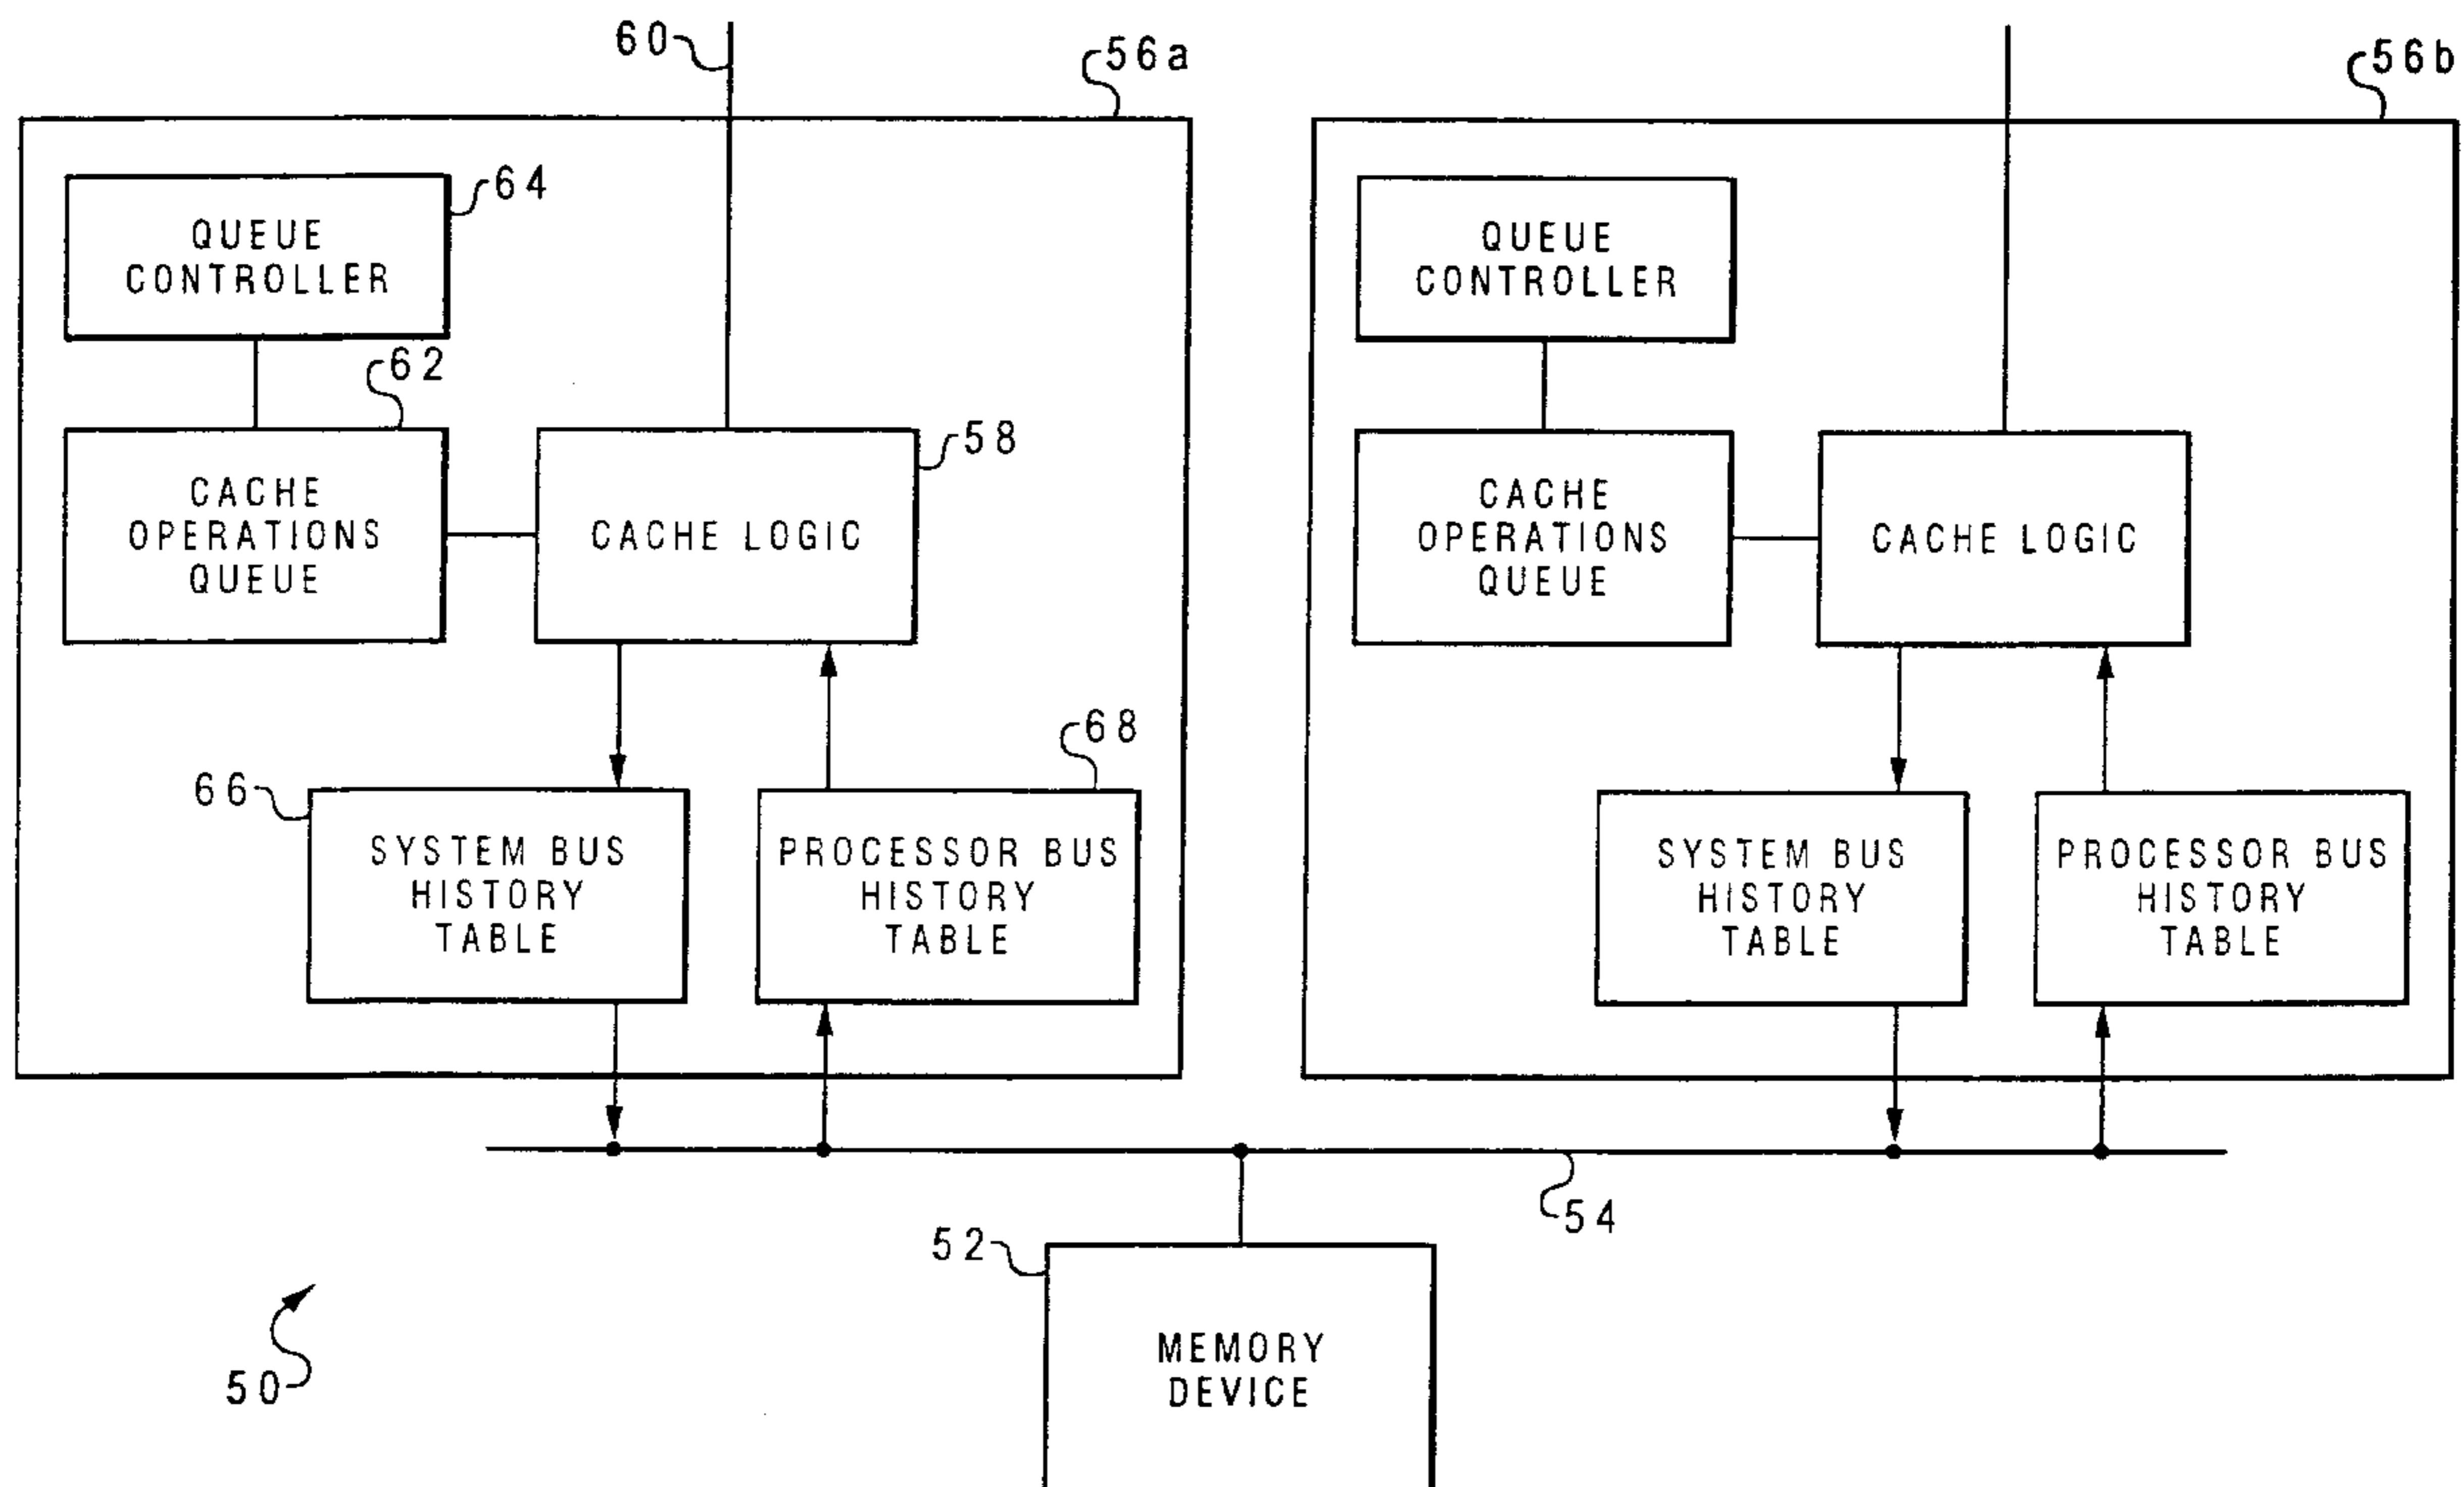 60
56a
56b
64
QUEUE
CONTROLLER
QUEUE
CONTROLLER
62
58
CACHE
OPERATIONS
QUEUE
CACHE LOGIC
CACHE
OPERATIONS
QUEUE
CACHE LOGIC
68
66
SYSTEM BUS
HISTORY
TABLE
PROCESSOR BUS
HISTORY
TABLE
SYSTEM BUS
HISTORY
TABLE
PROCESSOR BUS
HISTORY
TABLE
54
52
MEMORY
DEVICE
50